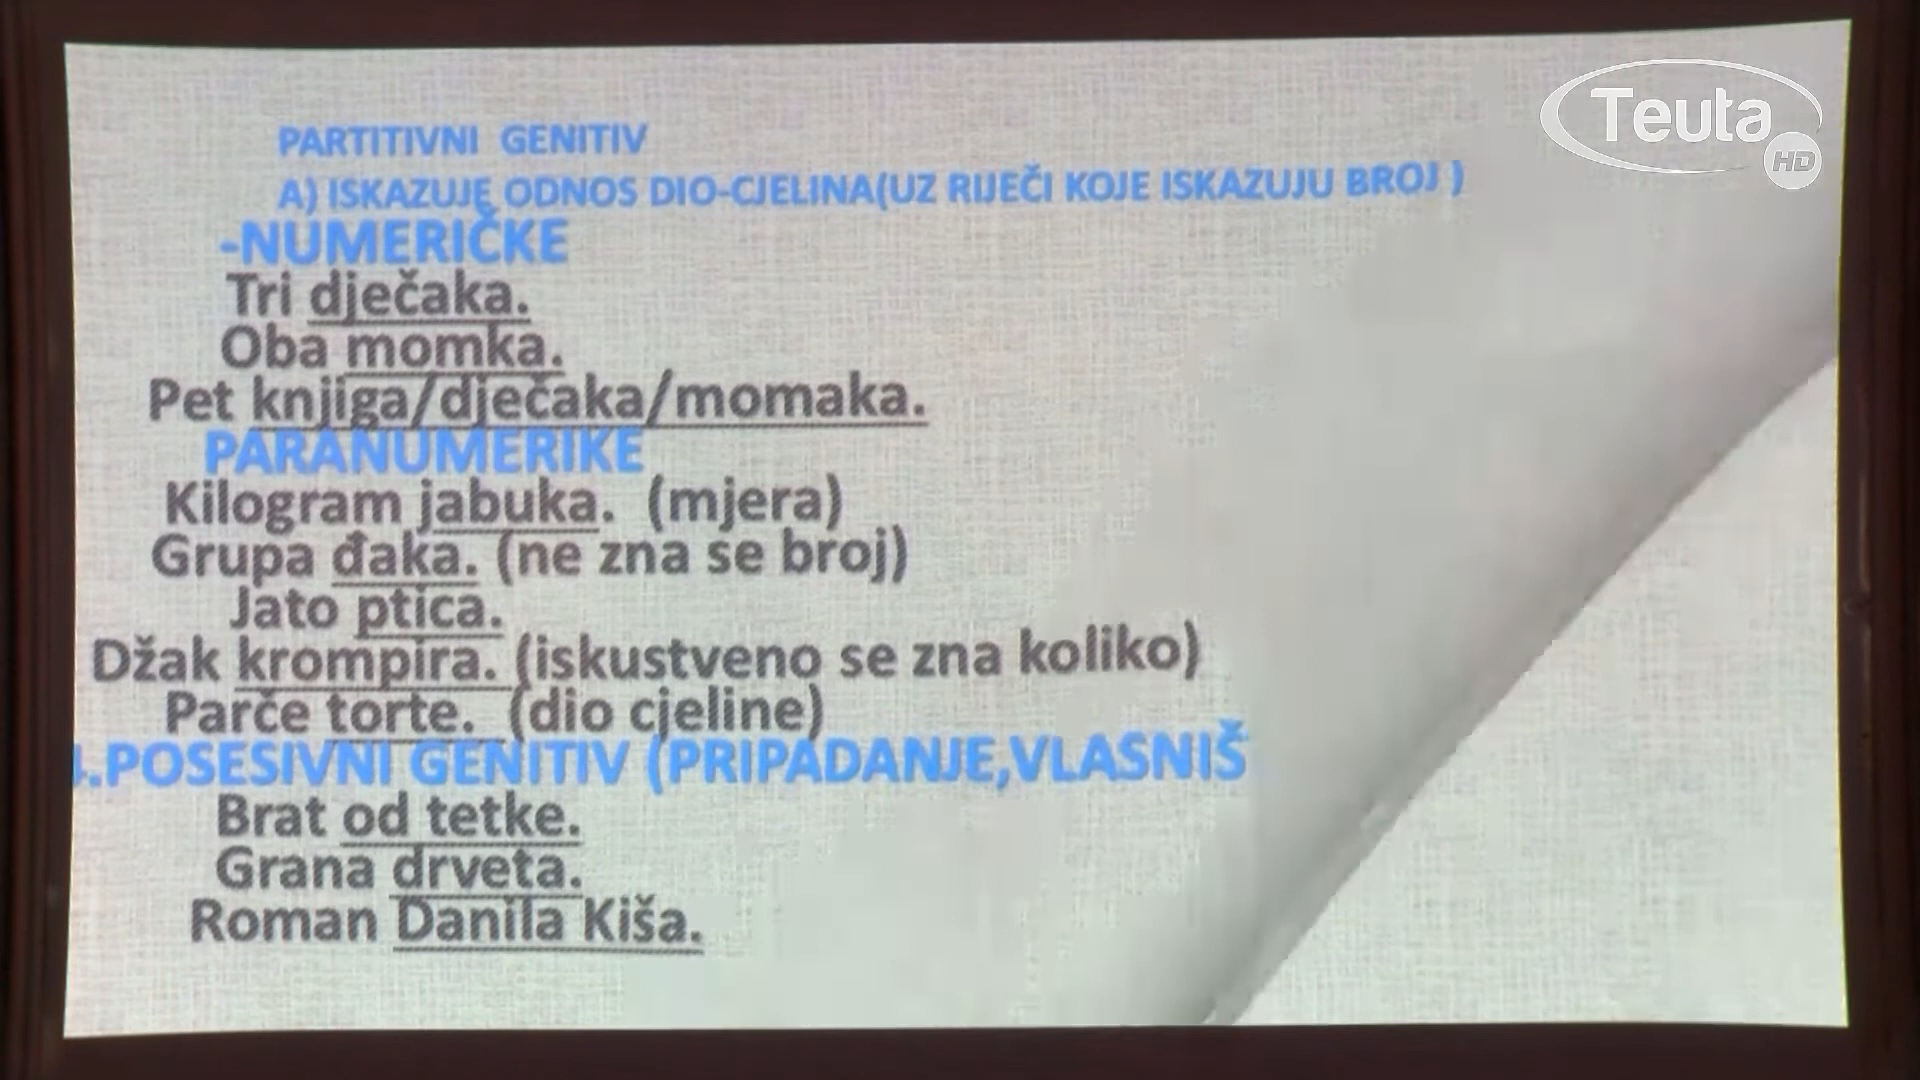 PARTITIVNI GENITIV
A) ISKAZUJE ODNOS DIO-CJELINA(UZ RIJEČI KOJE ISKAZUJU BROJ )
-NUMERIČKE
Tri dječaka.
Oba momka.
Pet knjiga/dječaka/momaka.
PARANUMERIKE
Kilogram jabuka. (mjera)
Grupa đaka. (ne zna se broj)
Jato ptica.
Džak krompira. (iskustveno se zna koliko)
Parče torte. (dio cjeline)
.POSESIVNI GENITIV (PRIPADANJE,VLASNIŠ
Brat od tetke.
Grana drveta.
Roman Danila Kiša.
Teuta
HD